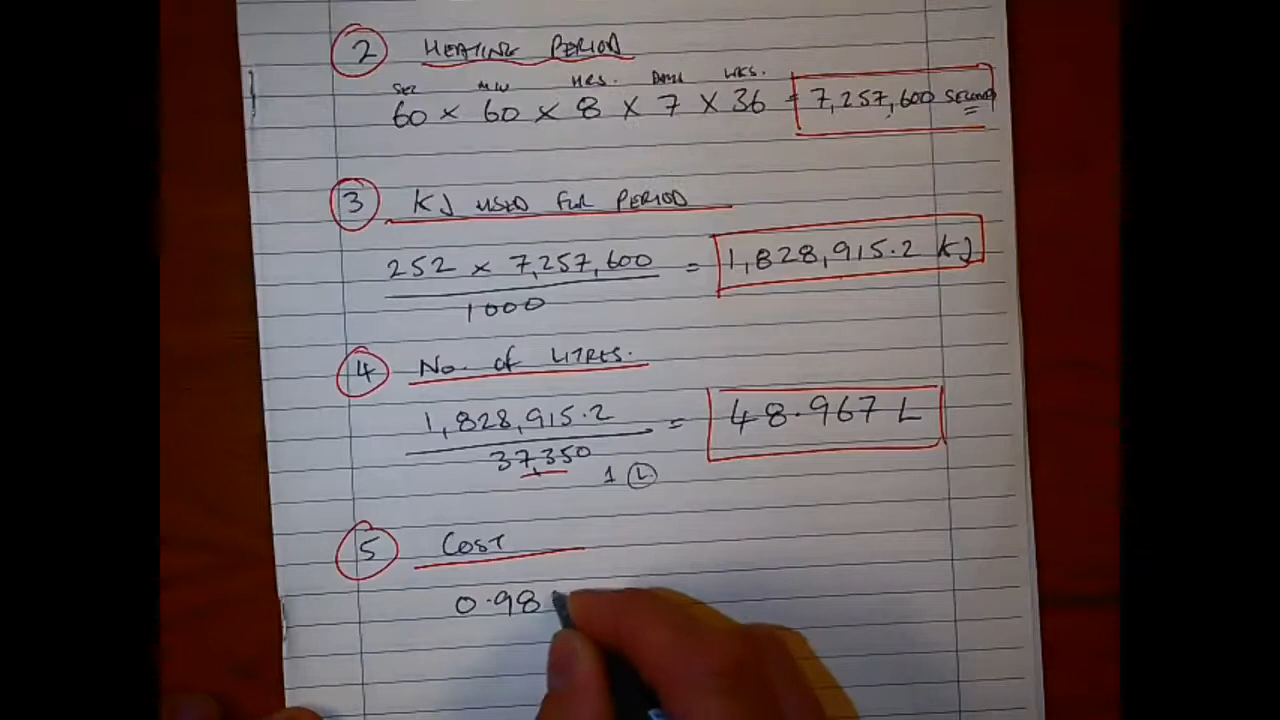 2 HEATING PERIOD
SEC MIN HRS. DAYS WKS.
60 × 60 × 8 × 7 × 36 = 7,257,600 SECONDS
3 KJ USED FOR PERIOD
252 × 7,257,600 = 1,828,915.2 KJ
1000
4 No. of LITRES.
1,828,915.2 = 48.967 L
37,350
1 L
5 COST
0.98